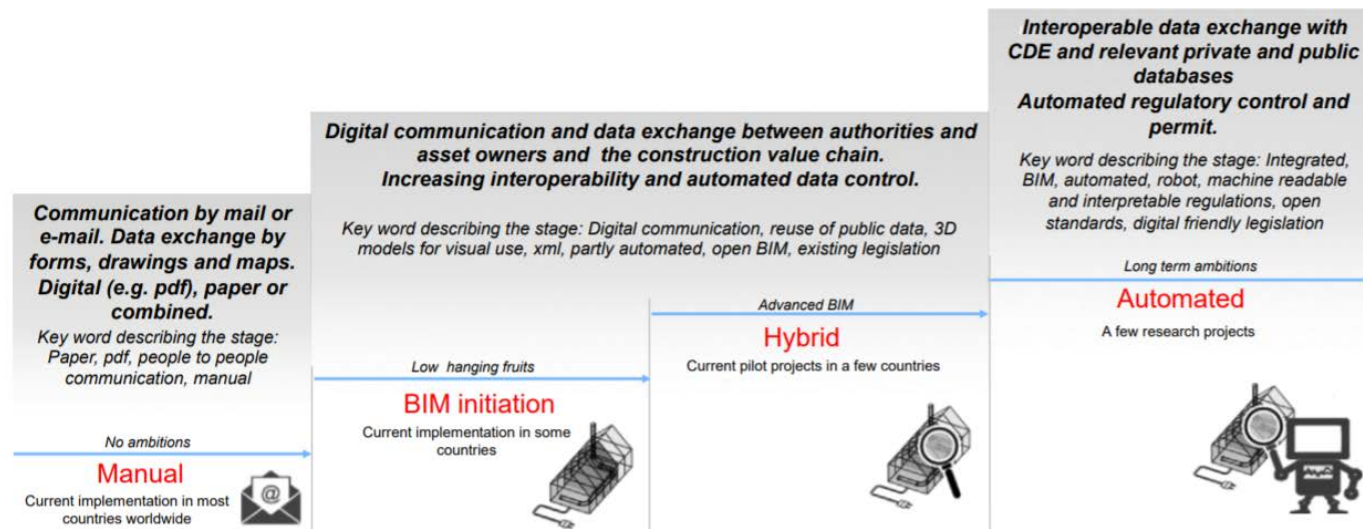 Communication by mail or
e-mail. Data exchange by
forms, drawings and maps.
Digital (e.g. pdf), paper or
combined.
Key word describing the stage:
Paper, pdf, people to people
communication, manual
No ambitions
Manual
Current implementation in most
countries worldwide
@
Digital communication and data exchange between authorities and
asset owners and the construction value chain.
Increasing interoperability and automated data control.
Key word describing the stage: Digital communication, reuse of public data, 3D
models for visual use, xml, partly automated, open BIM, existing legislation
Low hanging fruits
BIM initiation
Current implementation in some
countries
Advanced BIM
Hybrid
Current pilot projects in a few countries
Interoperable data exchange with
CDE and relevant private and public
databases
Automated regulatory control and
permit.
Key word describing the stage: Integrated,
BIM, automated, robot, machine readable
and interpretable regulations, open
standards, digital friendly legislation
Long term ambitions
Automated
A few research projects